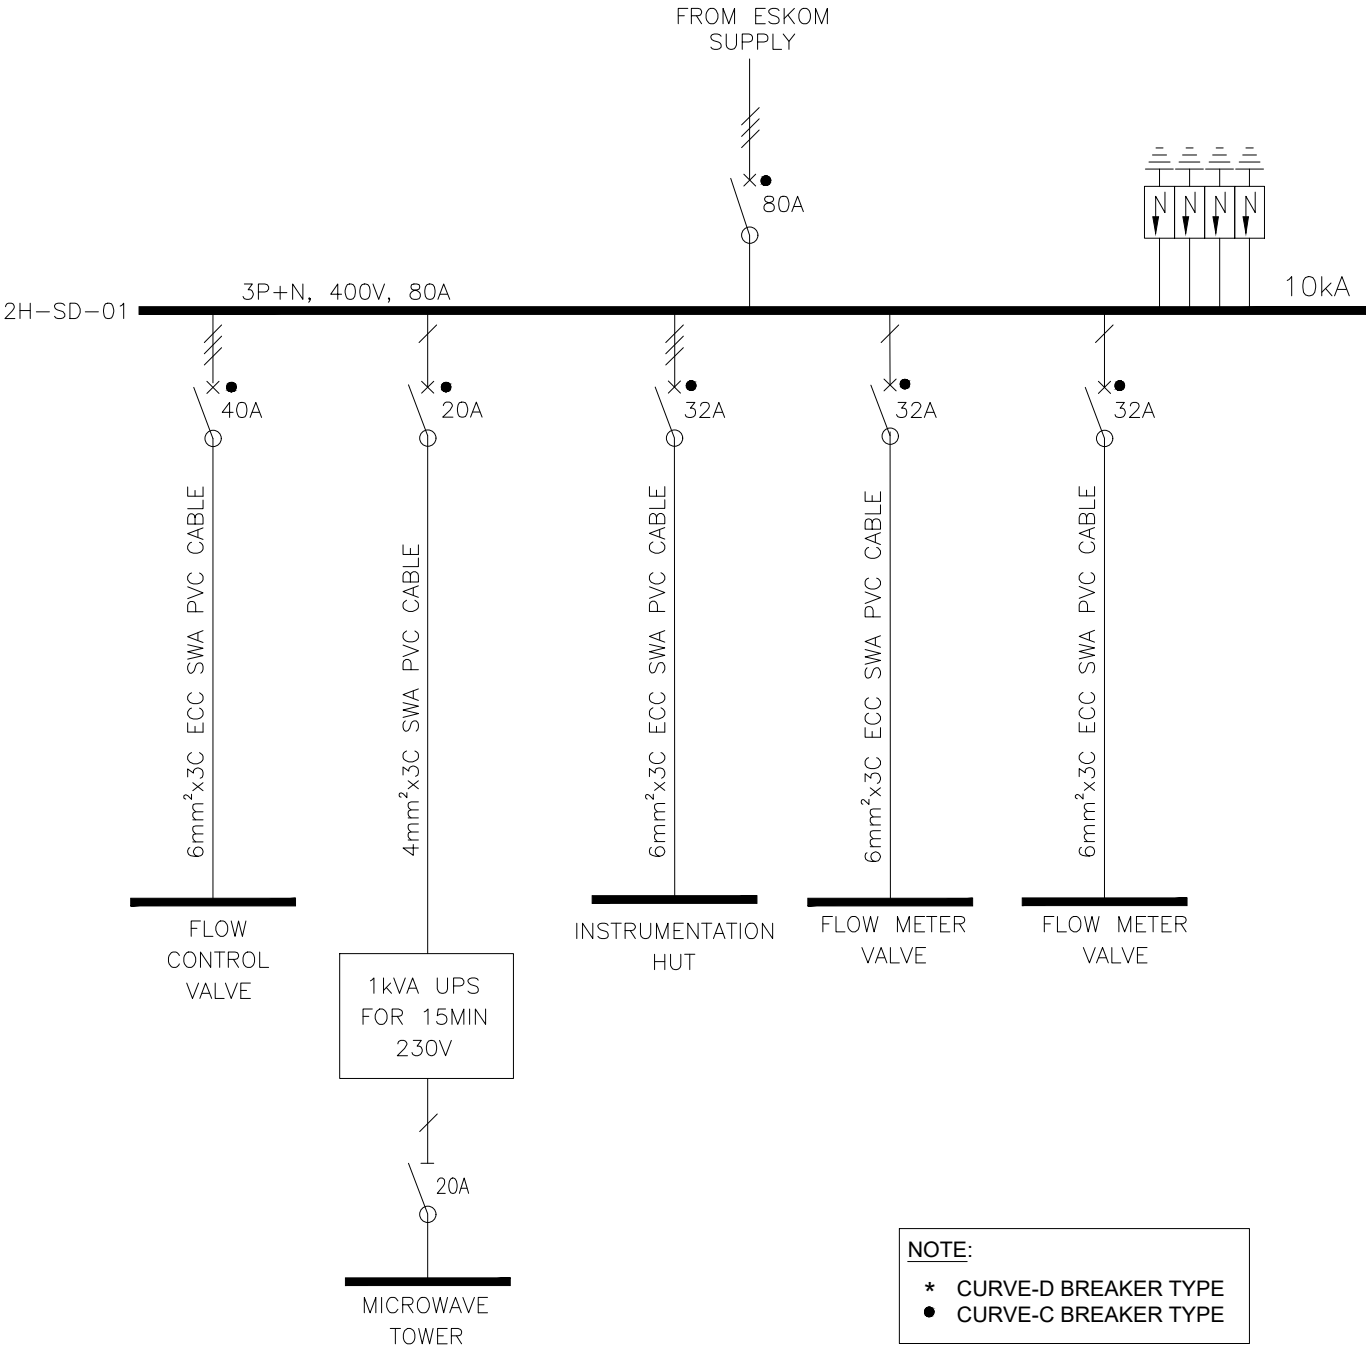 FROM ESKOM
SUPPLY
80A
N N N N
10kA
3P+N, 400V, 80A
2H-SD-01
40A
20A
32A
32A
32A
6mm²x3C ECC SWA PVC CABLE
4mm²x3C SWA PVC CABLE
6mm²x3C ECC SWA PVC CABLE
6mm²x3C ECC SWA PVC CABLE
6mm²x3C ECC SWA PVC CABLE
FLOW
CONTROL
VALVE
INSTRUMENTATION
HUT
FLOW METER
VALVE
FLOW METER
VALVE
1kVA UPS
FOR 15MIN
230V
20A
MICROWAVE
TOWER
NOTE:
* CURVE-D BREAKER TYPE
● CURVE-C BREAKER TYPE